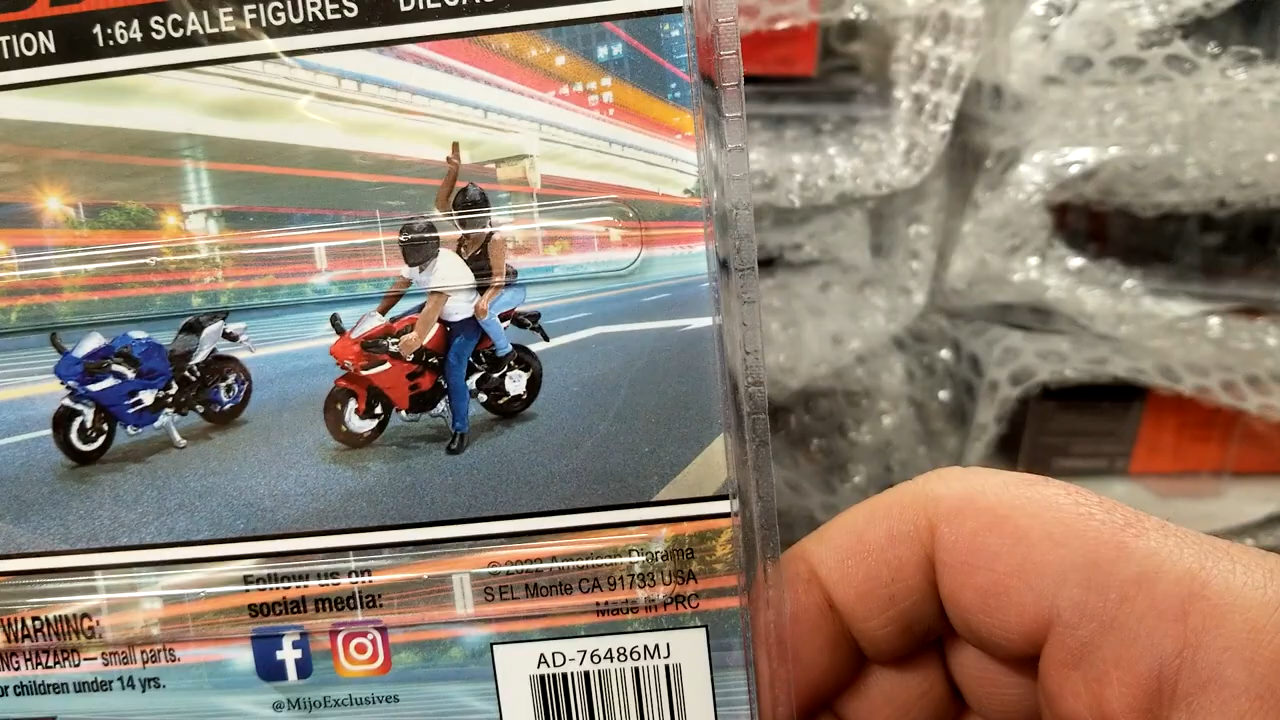 TION 1:64 SCALE FIGURES
Follow us on
social media:
© 2022 American Diorama
S EL Monte CA 91733 USA
Made in PRC
WARNING:
NG HAZARD— small parts.
or children under 14 yrs.
@MijoExclusives
AD-76486MJ